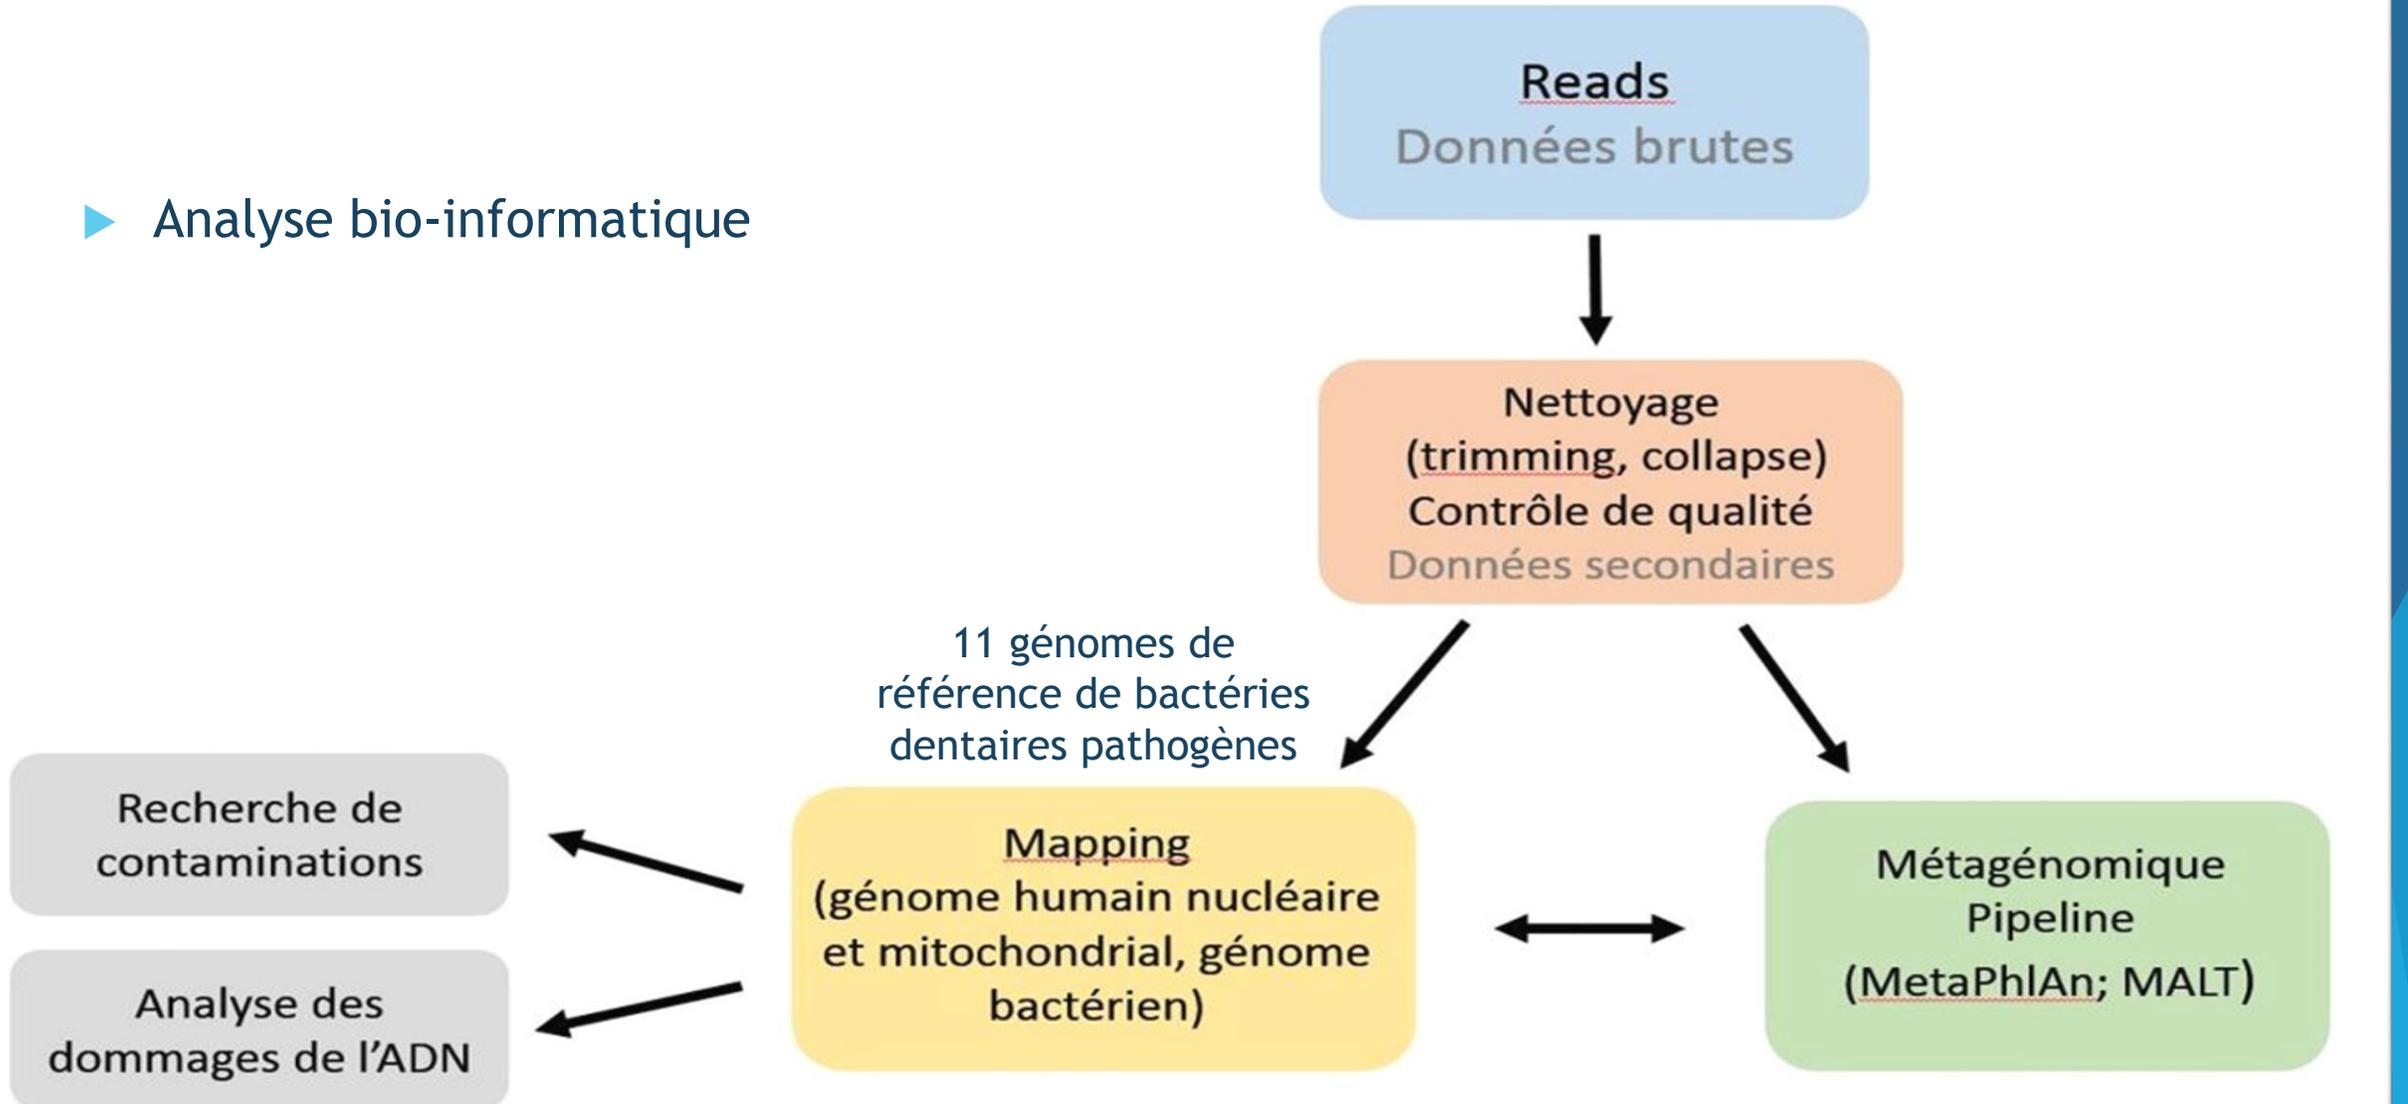 Analyse bio-informatique
Reads
Données brutes
Nettoyage
(trimming, collapse)
Contrôle de qualité
Données secondaires
11 génomes de
référence de bactéries
dentaires pathogènes
Mapping
(génome humain nucléaire
et mitochondrial, génome
bactérien)
Métagénomique
Pipeline
(MetaPhlAn; MALT)
Recherche de
contaminations
Analyse des
dommages de l'ADN